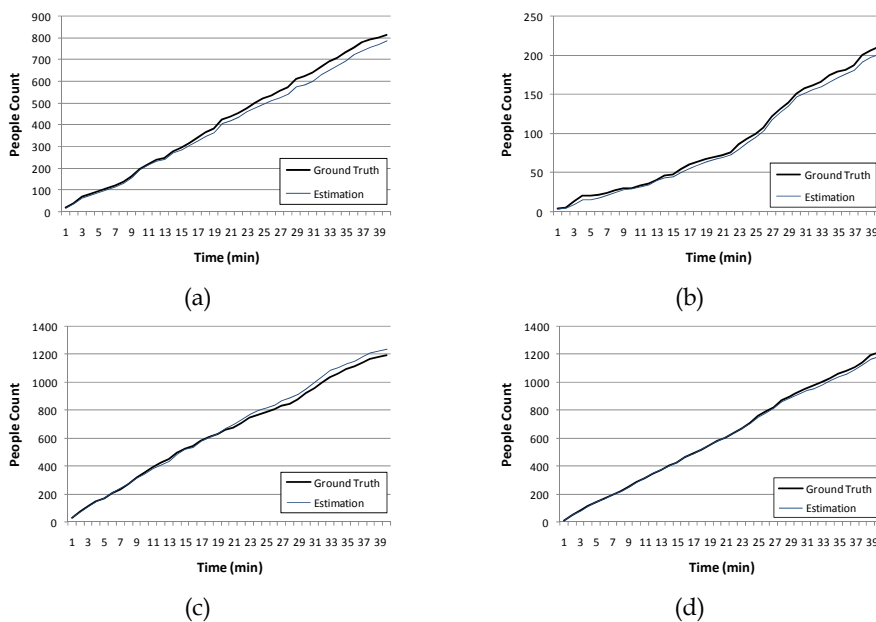 900
800
700
600
500
400
300
200
100
0
People Count
Ground Truth
Estimation
1 3 5 7 9 11 13 15 17 19 21 23 25 27 29 31 33 35 37 39
Time (min)
(a)
250
200
150
100
50
0
People Count
Ground Truth
Estimation
1 3 5 7 9 11 13 15 17 19 21 23 25 27 29 31 33 35 37 39
Time (min)
(b)
1400
1200
1000
800
600
400
200
0
People Count
Ground Truth
Estimation
1 3 5 7 9 11 13 15 17 19 21 23 25 27 29 31 33 35 37 39
Time (min)
(c)
1400
1200
1000
800
600
400
200
0
People Count
Ground Truth
Estimation
1 3 5 7 9 11 13 15 17 19 21 23 25 27 29 31 33 35 37 39
Time (min)
(d)